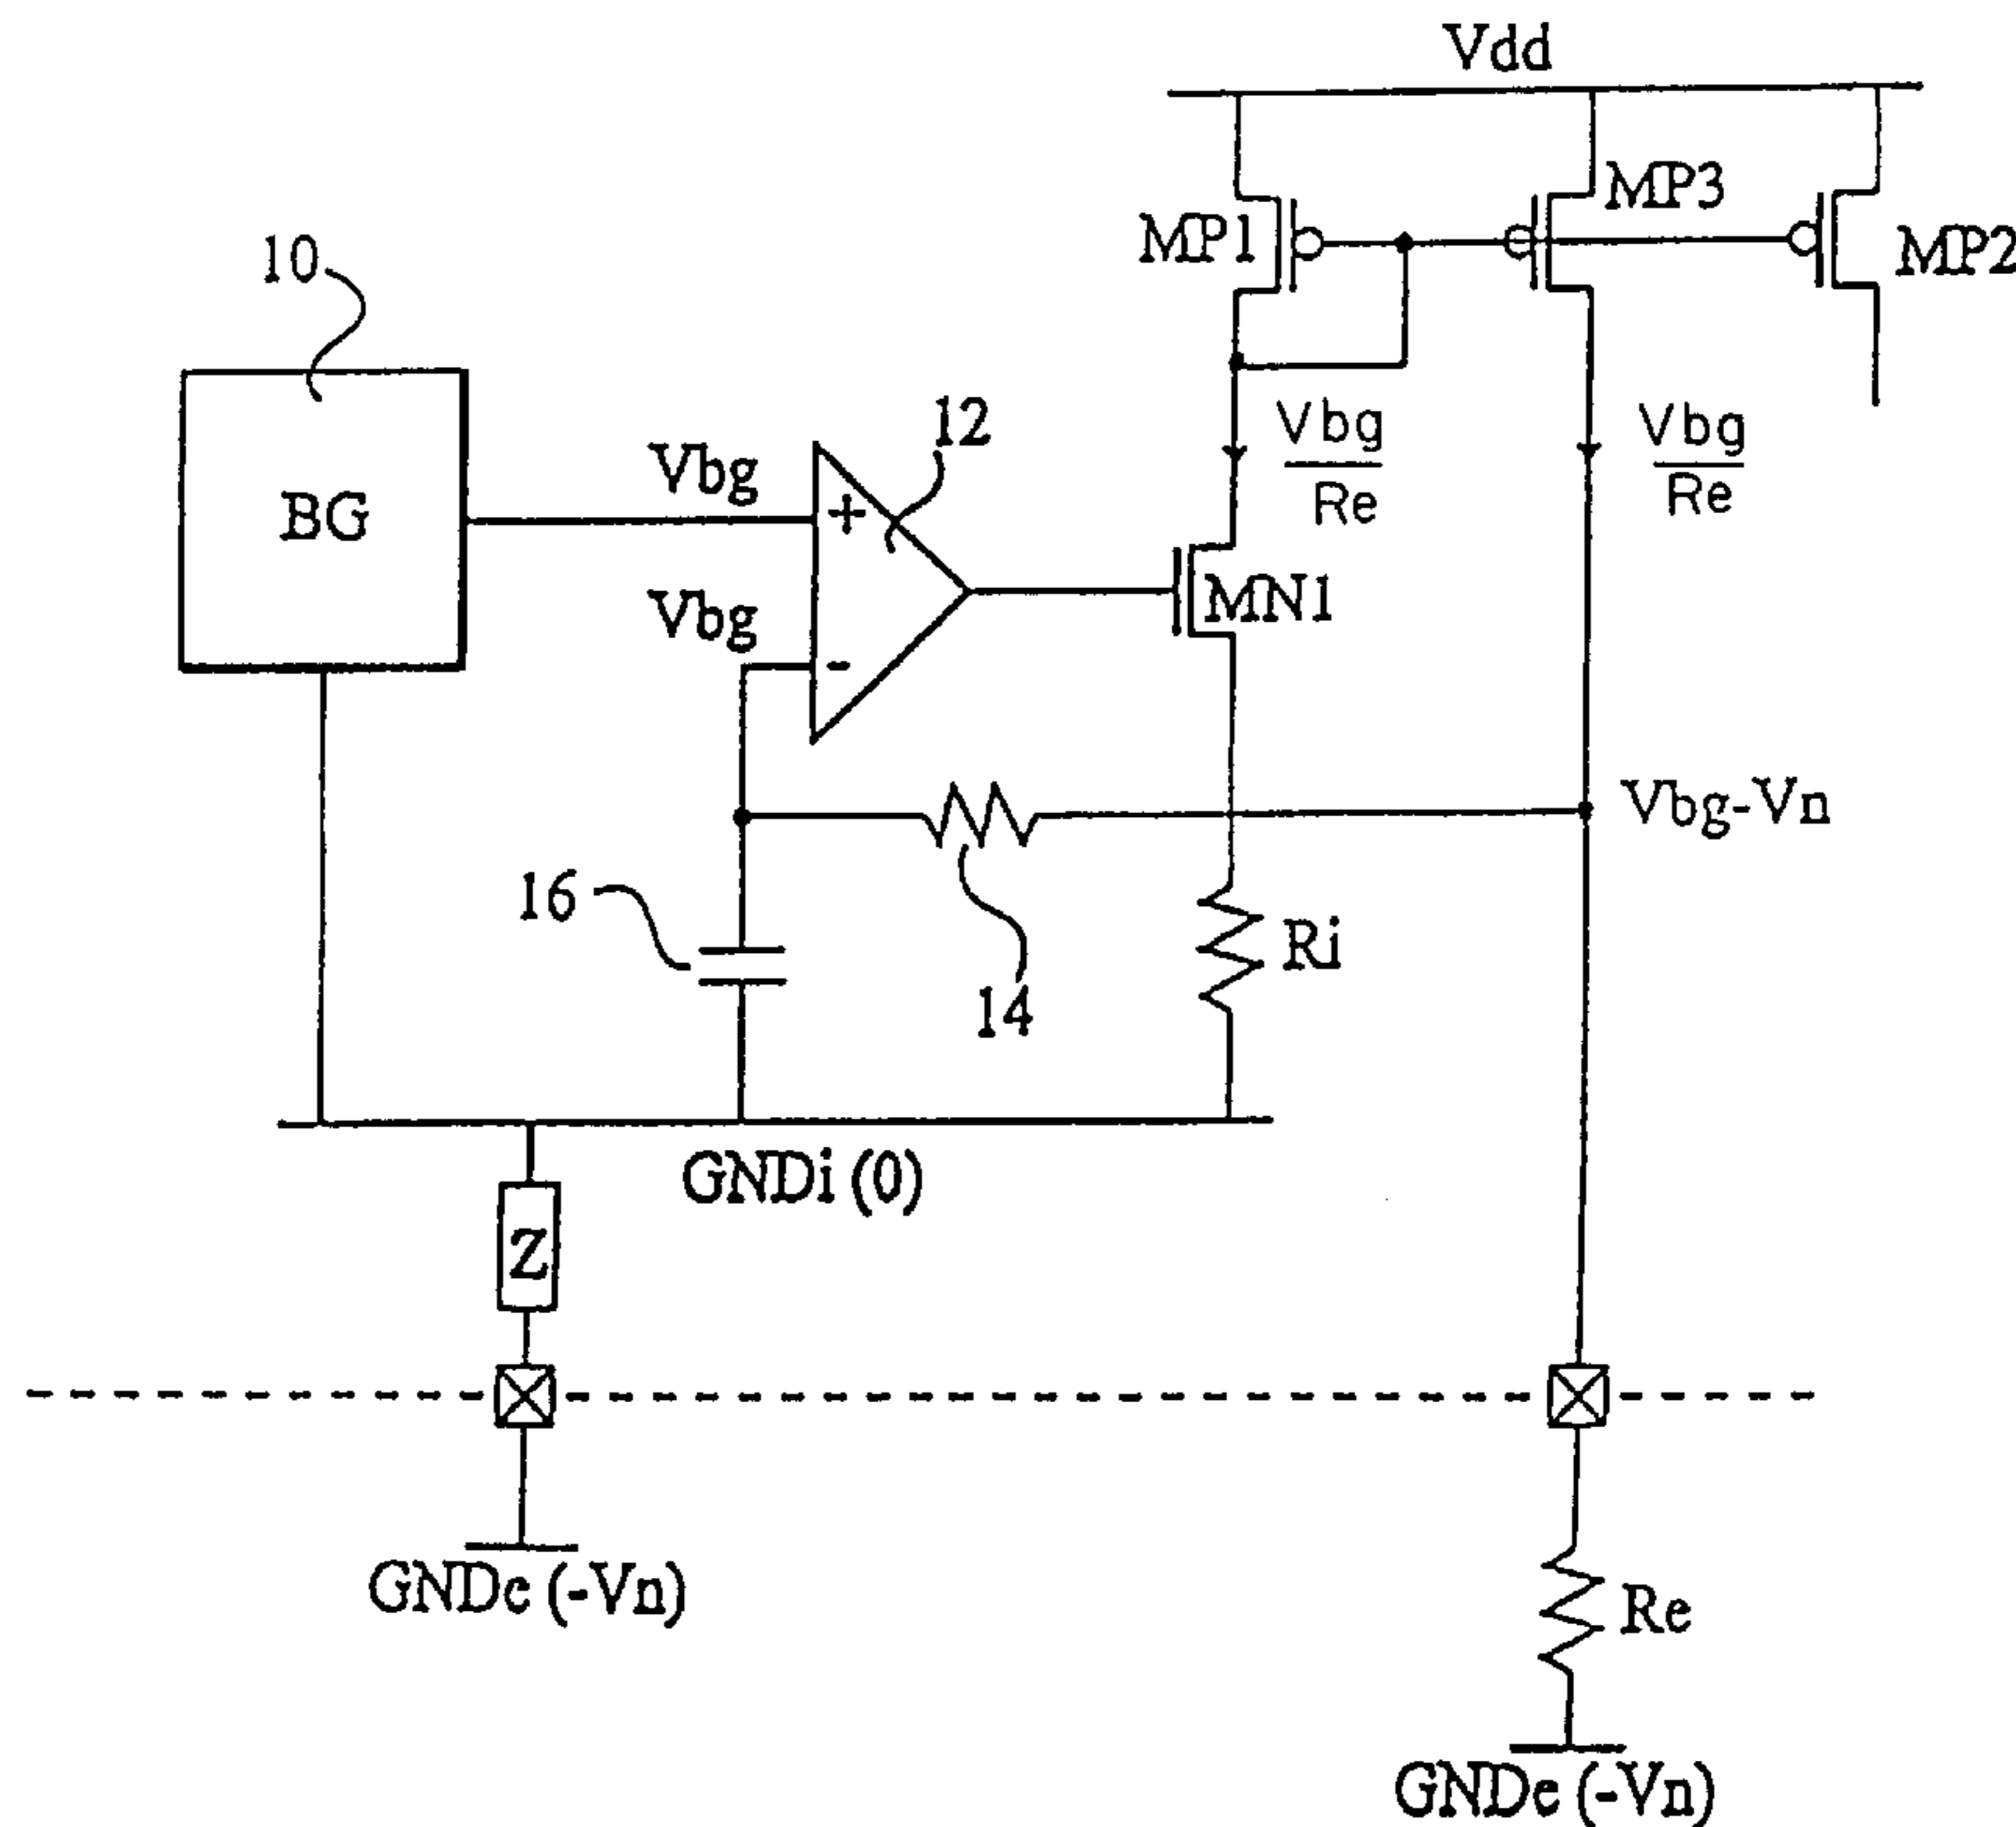 Vdd
MP3
MP1
MP2
10
12
Vbg
Re
Vbg
Re
Vbg
+
BG
Vbg
MN1
-
Vbg-Vn
16
Ri
14
GNDi (0)
Z
GNDe (-Vn)
Re
GNDe (-Vn)